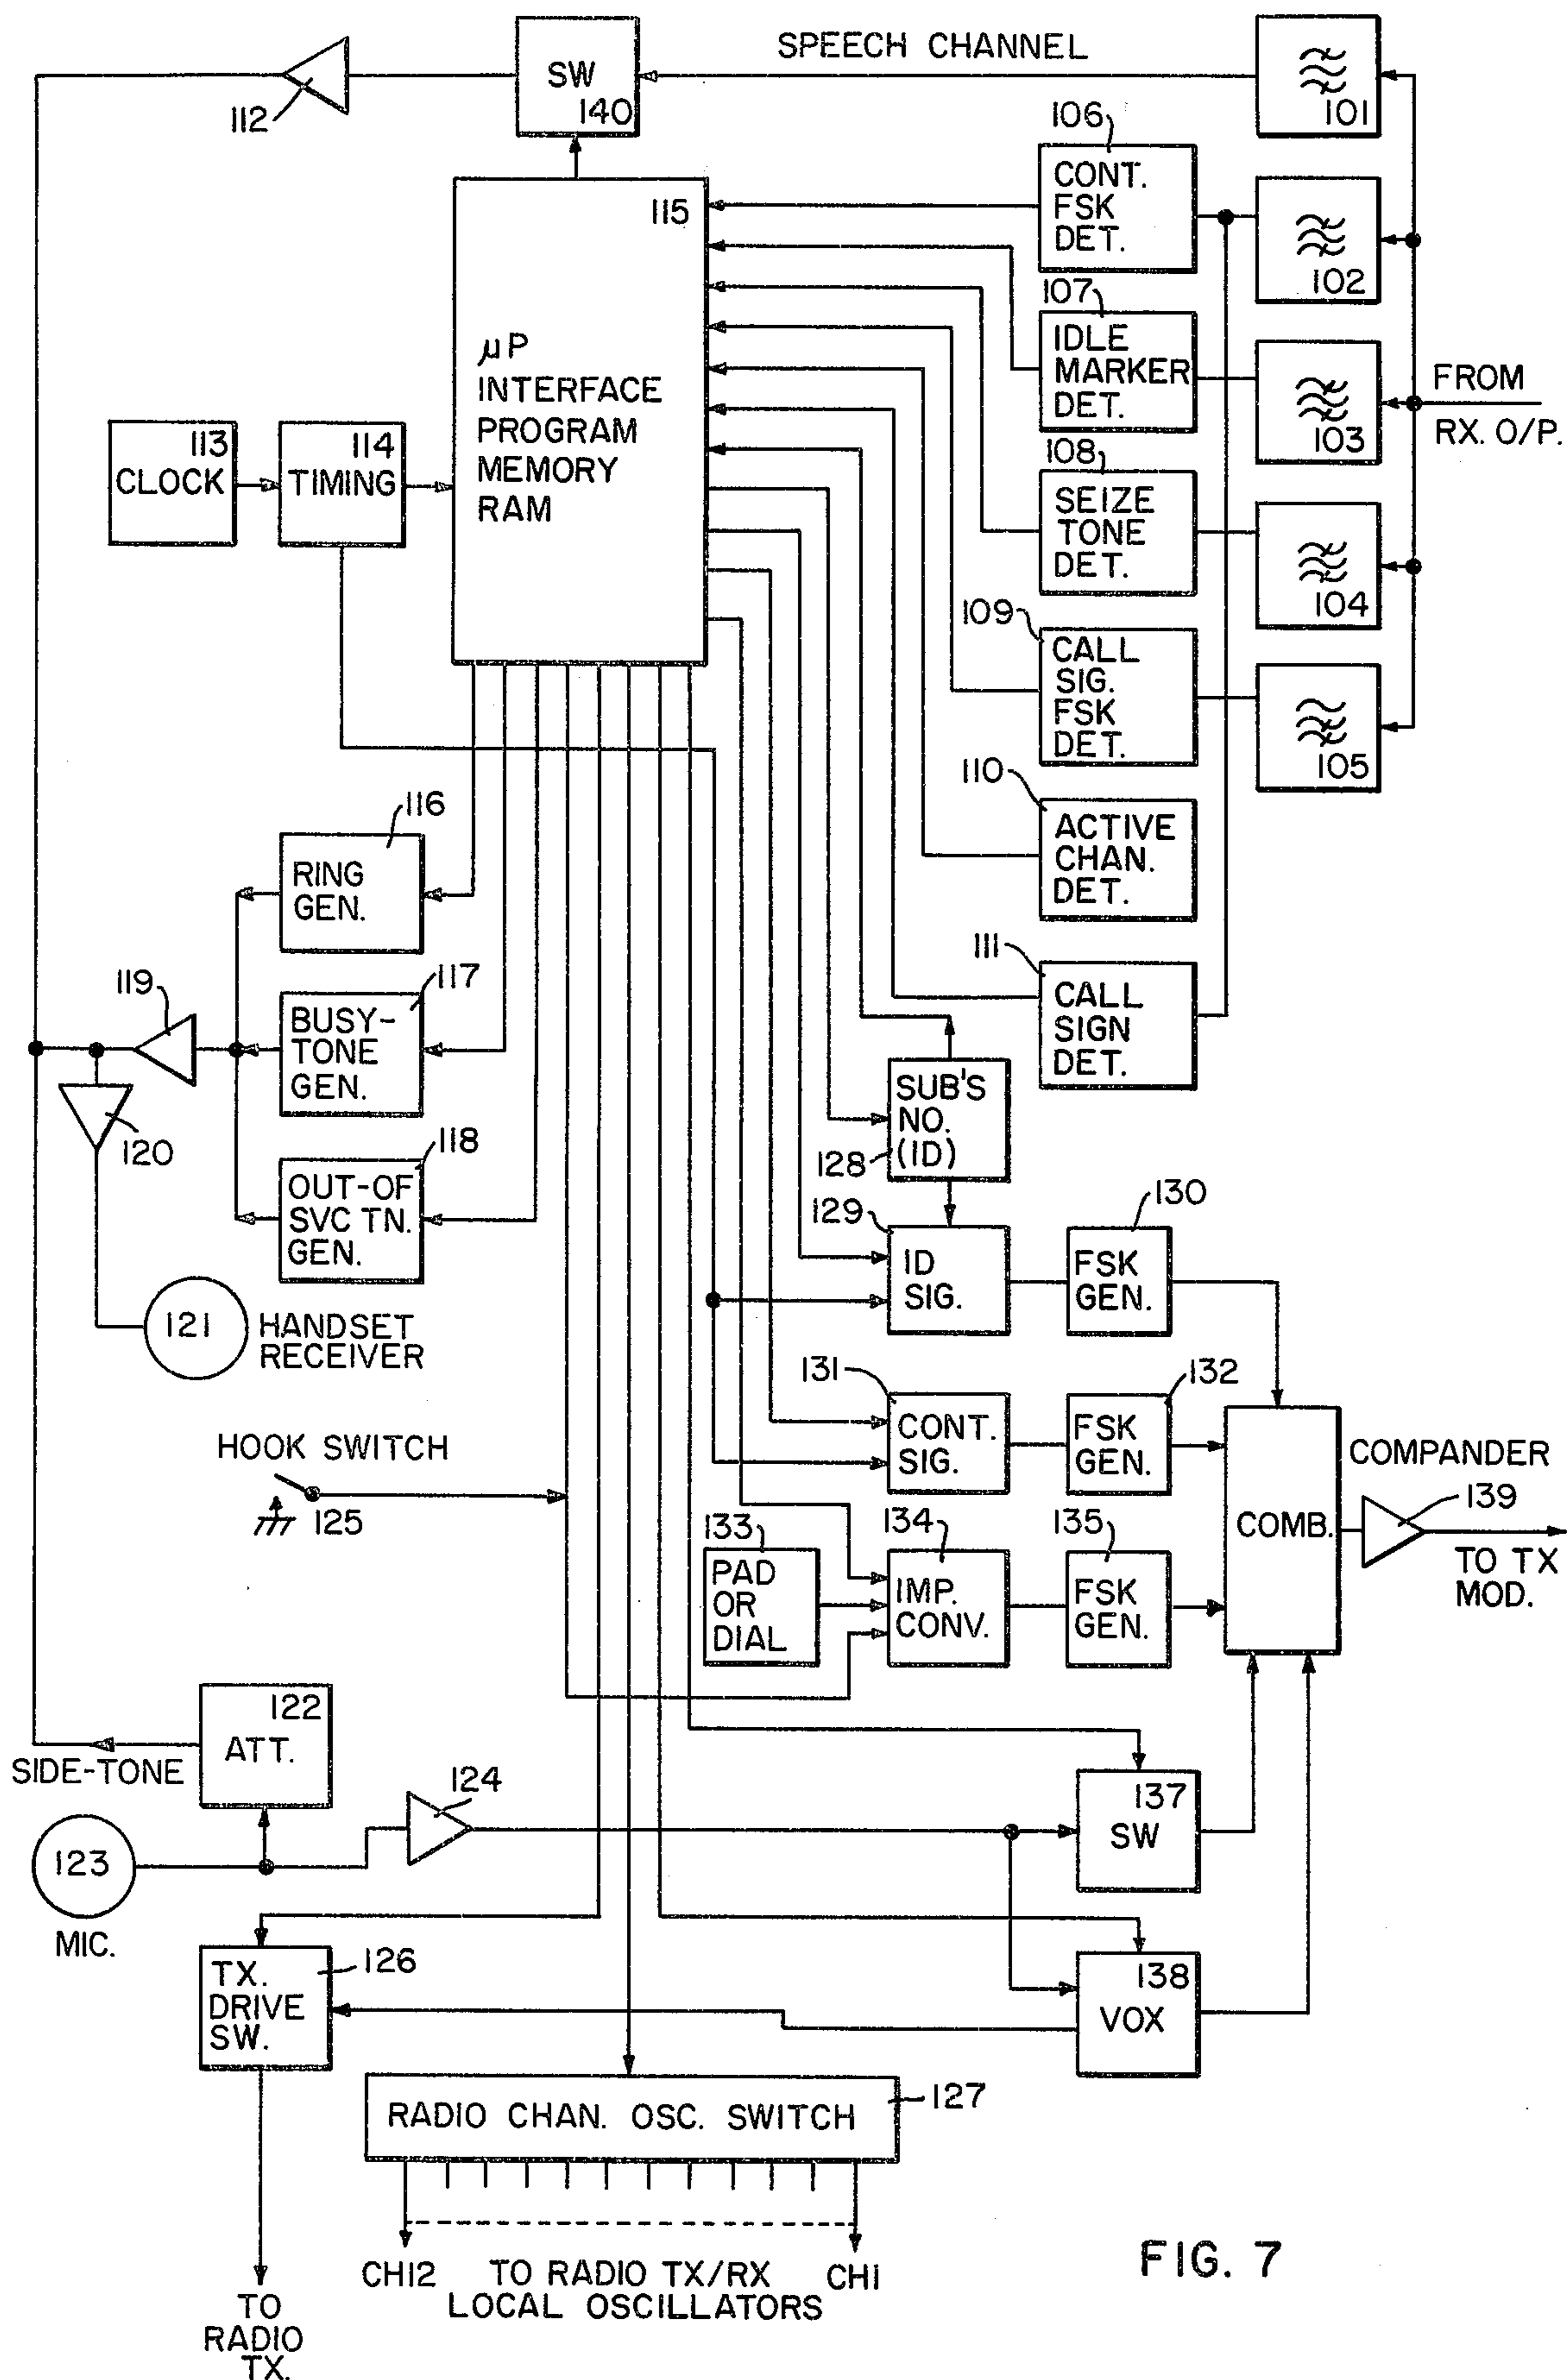 SPEECH CHANNEL
112
SW
140
101
106
CONT.
FSK
DET.
102
115
µP
INTERFACE
PROGRAM
MEMORY
RAM
107
IDLE
MARKER
DET.
103
FROM
RX. O/P.
113
CLOCK
114
TIMING
108
SEIZE
TONE
DET.
104
109
CALL
SIG.
FSK
DET.
105
110
ACTIVE
CHAN.
DET.
111
CALL
SIGN
DET.
116
RING
GEN.
119
117
BUSY-
TONE
GEN.
120
118
OUT-OF
SVC TN.
GEN.
121
HANDSET
RECEIVER
SUB'S
NO.
(ID)
128
129
ID
SIG.
130
FSK
GEN.
131
CONT.
SIG.
132
FSK
GEN.
HOOK SWITCH
125
133
PAD
OR
DIAL
134
IMP.
CONV.
135
FSK
GEN.
COMB.
COMPANDER
139
TO TX
MOD.
122
ATT.
SIDE-TONE
124
123
MIC.
137
SW
138
VOX
TX.
DRIVE
SW.
126
RADIO CHAN. OSC. SWITCH
127
CH12
TO RADIO TX/RX
LOCAL OSCILLATORS
CH1
TO
RADIO
TX.
FIG. 7